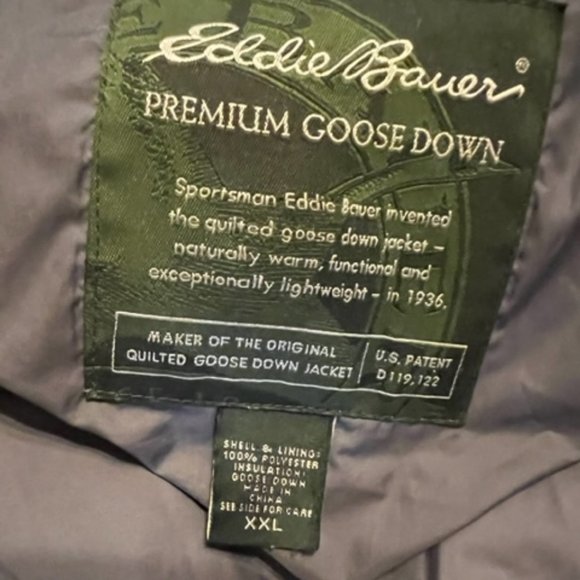 Eddie Bauer®
PREMIUM GOOSE DOWN
Sportsman Eddie Bauer invented
the quilted goose down jacket –
naturally warm, functional and
exceptionally lightweight – in 1936.
MAKER OF THE ORIGINAL
QUILTED GOOSE DOWN JACKET
U.S. PATENT
D119,122
SHELL & LINING:
100% POLYESTER
INSULATION:
GOOSE DOWN
MADE IN
CHINA
SEE SIDE FOR CARE
XXL